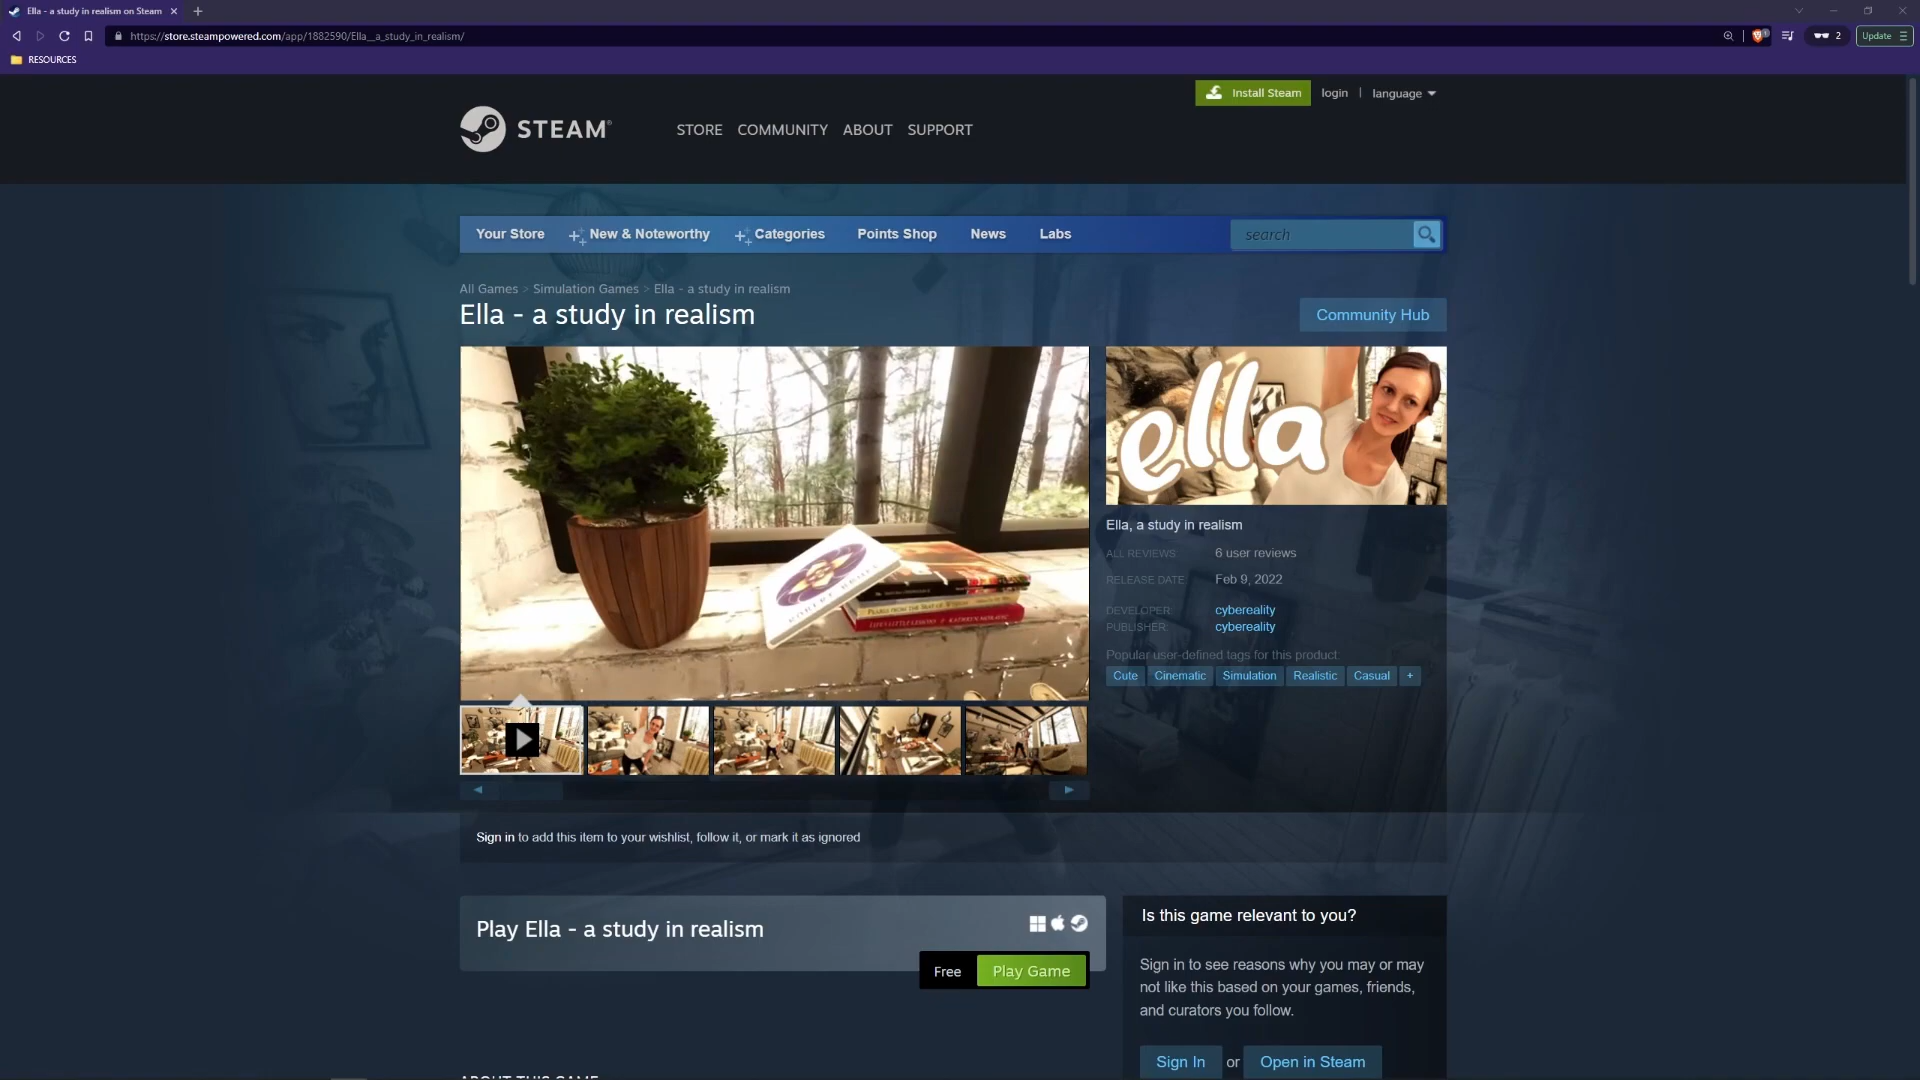 Ella - a study in realism on Steam
https://store.steampowered.com/app/1882590/Ella__a_study_in_realism/
2
Update
RESOURCES
Install Steam
login
language
STEAM
STORE
COMMUNITY
ABOUT
SUPPORT
Your Store
New & Noteworthy
Categories
Points Shop
News
Labs
search
All Games > Simulation Games > Ella - a study in realism
Ella - a study in realism
Community Hub
ella
Ella, a study in realism
ALL REVIEWS: 6 user reviews
RELEASE DATE: Feb 9, 2022
DEVELOPER: cybereality
PUBLISHER: cybereality
Popular user-defined tags for this product:
Cute
Cinematic
Simulation
Realistic
Casual
+
Sign in to add this item to your wishlist, follow it, or mark it as ignored
Play Ella - a study in realism
Free
Play Game
Is this game relevant to you?
Sign in to see reasons why you may or may
not like this based on your games, friends,
and curators you follow.
Sign In or Open in Steam
ABOUT THIS GAME